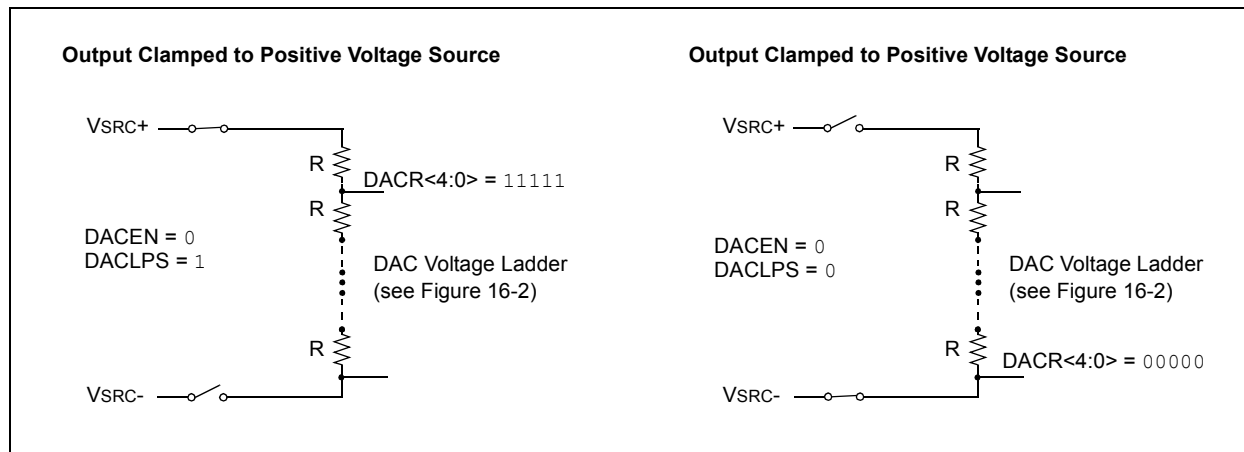 Output Clamped to Positive Voltage Source
VSRC+
R
DACR<4:0> = 11111
R
DACEN = 0
DACLPS = 1
DAC Voltage Ladder
(see Figure 16-2)
R
VSRC-
Output Clamped to Positive Voltage Source
VSRC+
R
R
DACEN = 0
DACLPS = 0
DAC Voltage Ladder
(see Figure 16-2)
R
DACR<4:0> = 00000
VSRC-